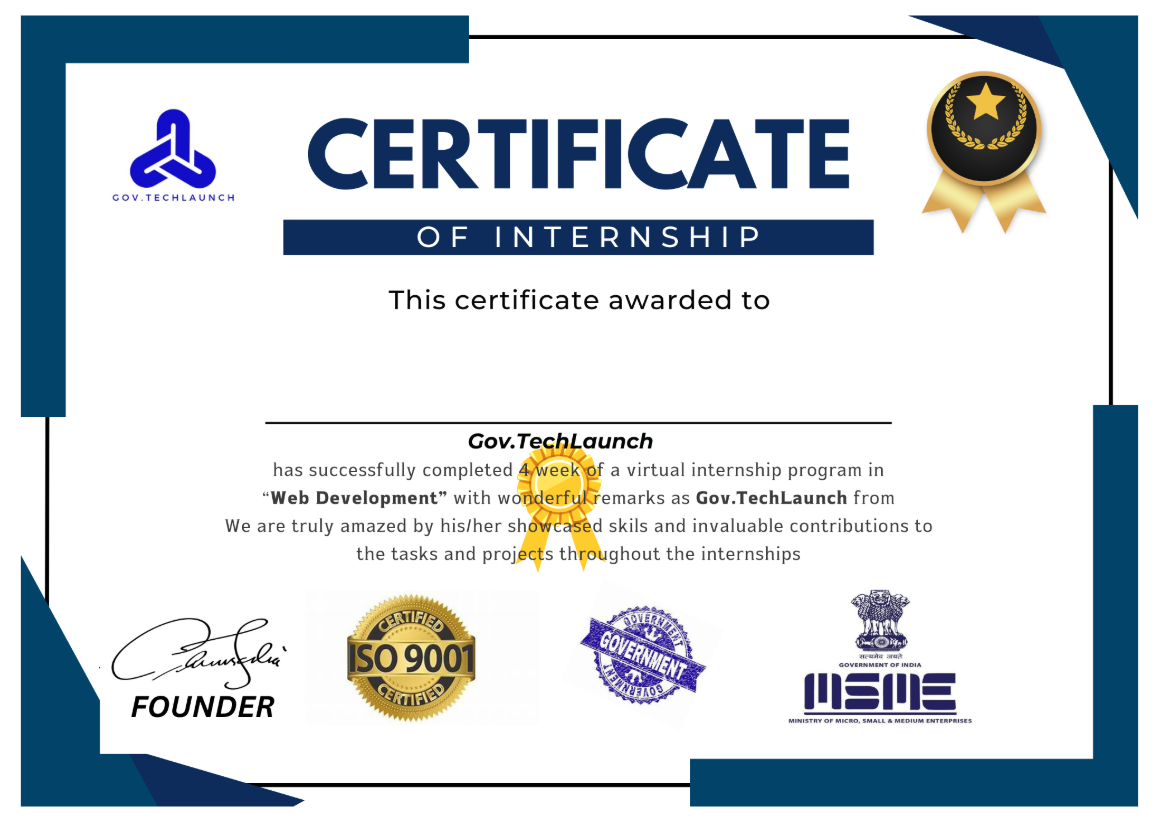 GOV.TECHLAUNCH
CERTIFICATE
OF INTERNSHIP
This certificate awarded to
Gov.TechLaunch
has successfully completed 4 week of a virtual internship program in
“Web Development” with wonderful remarks as Gov.TechLaunch from
We are truly amazed by his/her showcased skils and invaluable contributions to
the tasks and projects throughout the internships
FOUNDER
CERTIFIED
ISO 9001
CERTIFIED
GOVERNMENT
GOVERNMENT
GOVERNMENT
सत्यमेव जयते
GOVERNMENT OF INDIA
MSME
MINISTRY OF MICRO, SMALL & MEDIUM ENTERPRISES